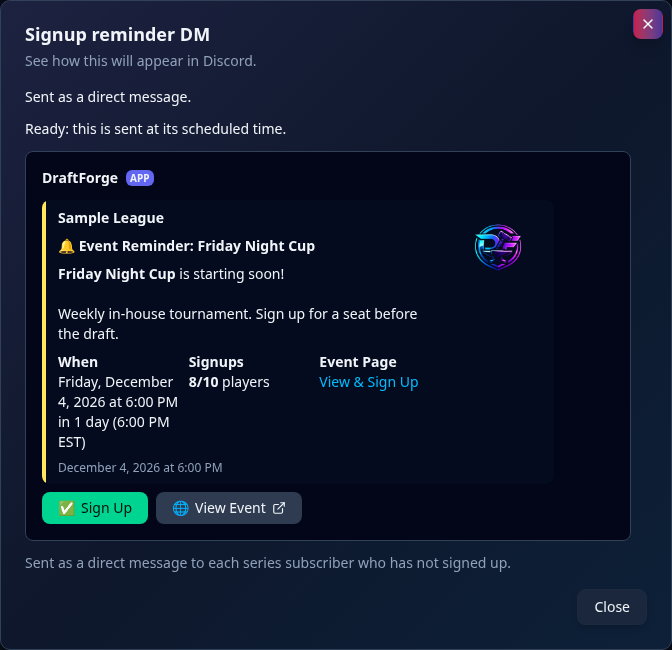 Signup reminder DM
See how this will appear in Discord.
Sent as a direct message.
Ready: this is sent at its scheduled time.
DraftForge APP
Sample League
🔔 Event Reminder: Friday Night Cup
Friday Night Cup is starting soon!
Weekly in-house tournament. Sign up for a seat before
the draft.
When
Friday, December
4, 2026 at 6:00 PM
in 1 day (6:00 PM
EST)
Signups
8/10 players
Event Page
View & Sign Up
December 4, 2026 at 6:00 PM
✅ Sign Up
🌐 View Event
Sent as a direct message to each series subscriber who has not signed up.
Close